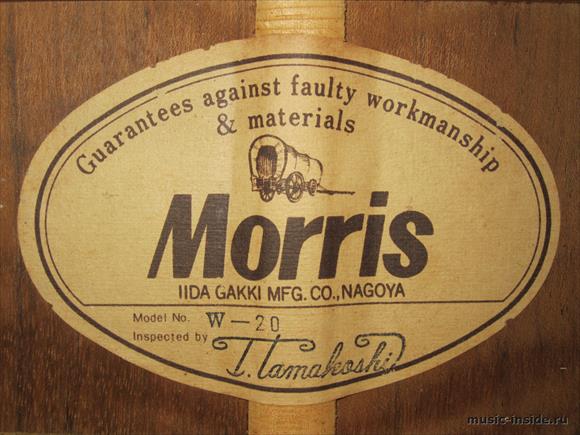 Guarantees against faulty workmanship
& materials
Morris
IIDA GAKKI MFG. CO., NAGOYA
Model No. W-20
Inspected by T. Tamakoshi
music-inside.ru